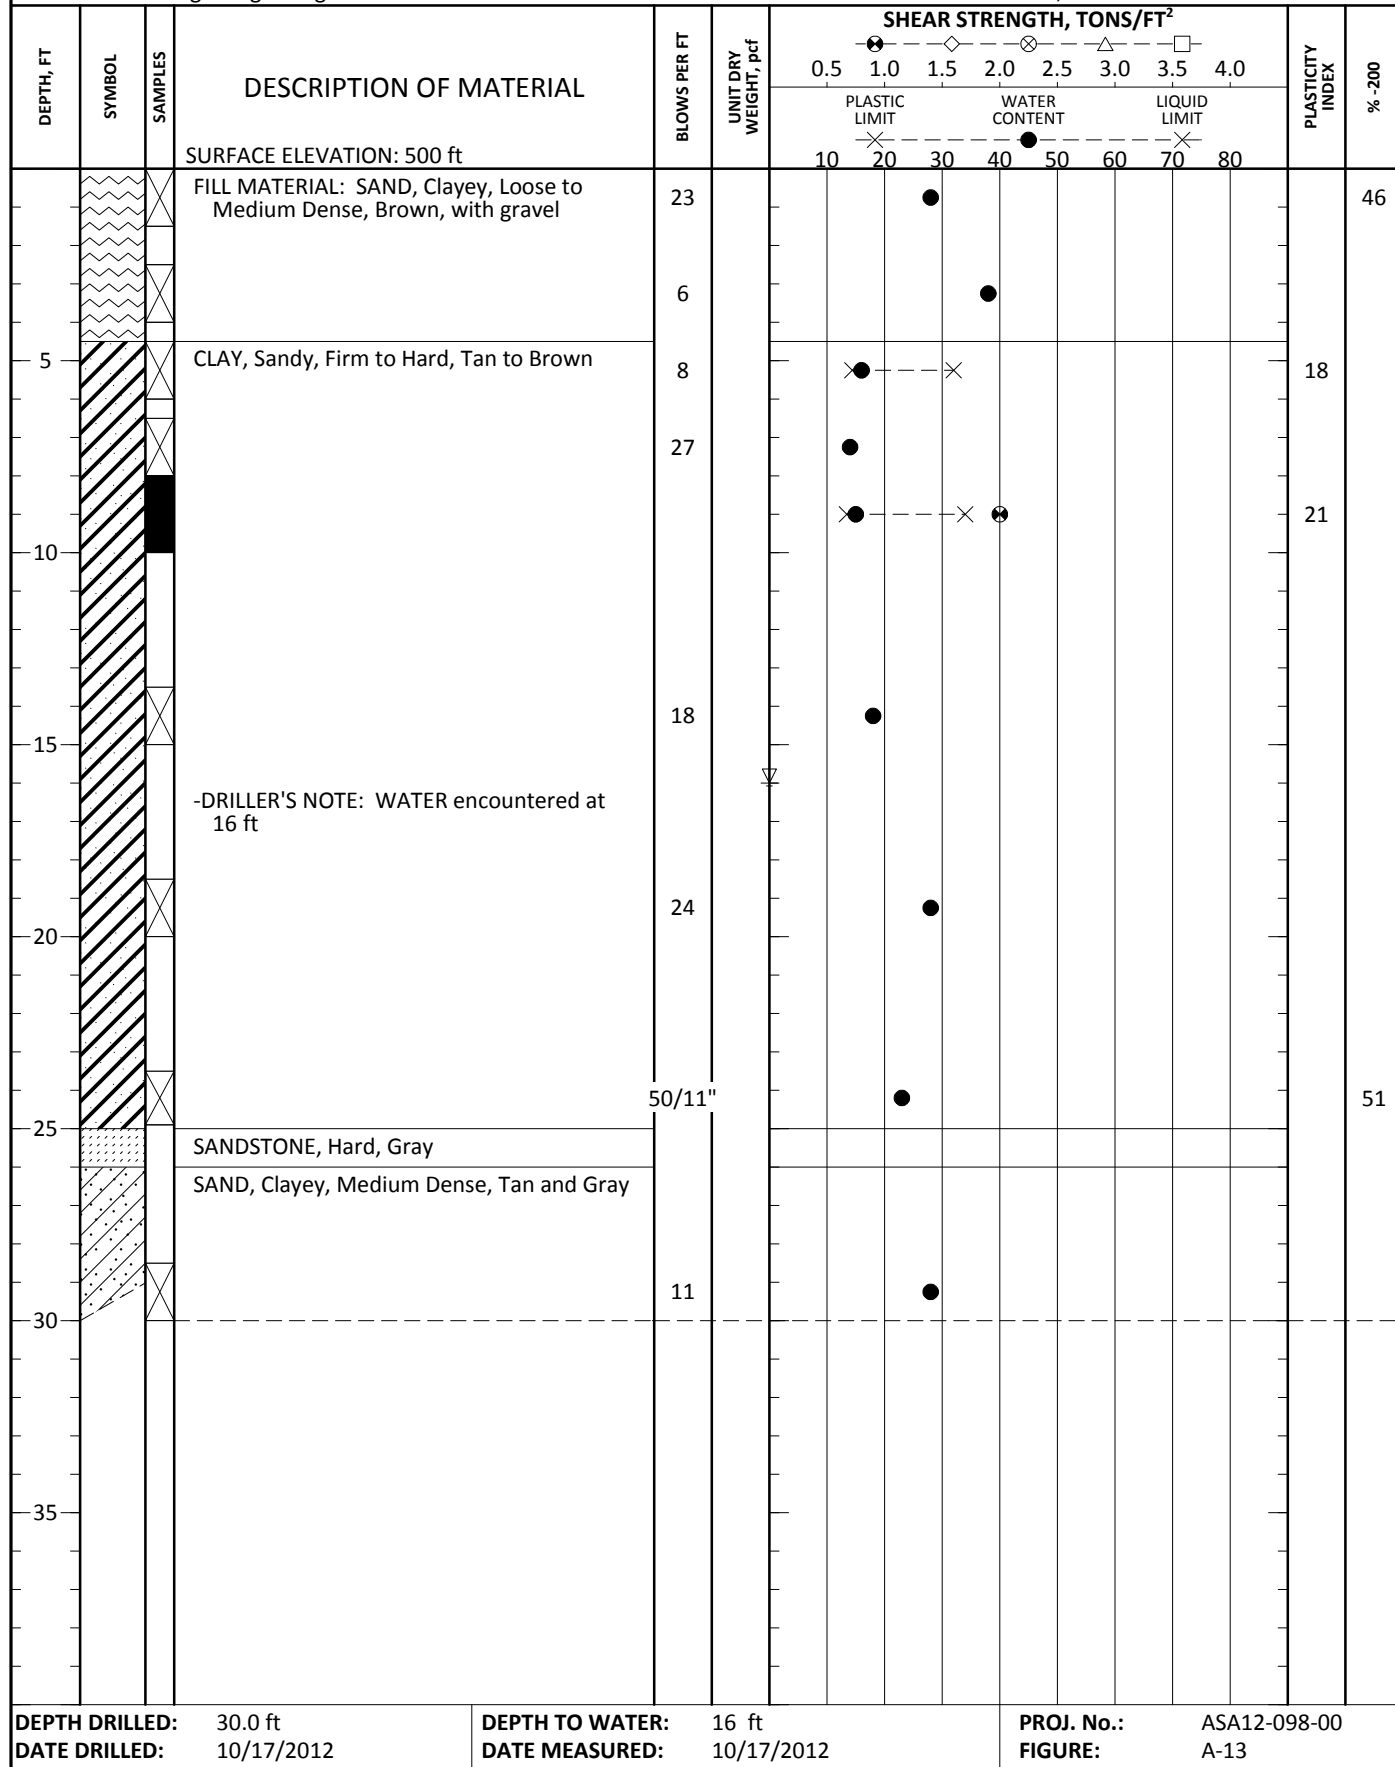 SHEAR STRENGTH, TONS/FT²
DEPTH, FT
SYMBOL
SAMPLES
DESCRIPTION OF MATERIAL
BLOWS PER FT
UNIT DRY
WEIGHT, pcf
0.5 1.0 1.5 2.0 2.5 3.0 3.5 4.0
PLASTICITY
INDEX
% -200
PLASTIC LIMIT WATER CONTENT LIQUID LIMIT
SURFACE ELEVATION: 500 ft
10 20 30 40 50 60 70 80
FILL MATERIAL: SAND, Clayey, Loose to
Medium Dense, Brown, with gravel
23 46
6
5 CLAY, Sandy, Firm to Hard, Tan to Brown 8 18
27
21
10
18
15
-DRILLER'S NOTE: WATER encountered at
16 ft
24
20
50/11" 51
25
SANDSTONE, Hard, Gray
SAND, Clayey, Medium Dense, Tan and Gray
11
30
35
DEPTH DRILLED: 30.0 ft DEPTH TO WATER: 16 ft PROJ. No.: ASA12-098-00
DATE DRILLED: 10/17/2012 DATE MEASURED: 10/17/2012 FIGURE: A-13